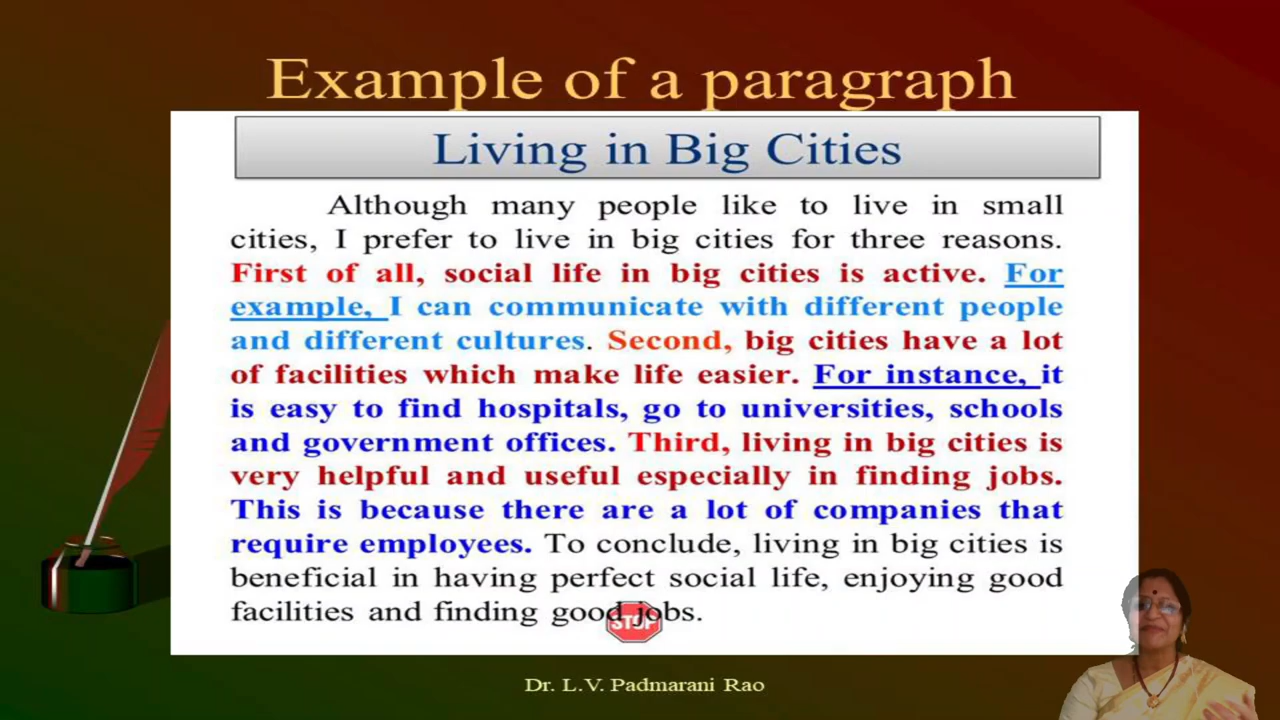 Example of a paragraph
Living in Big Cities
Although many people like to live in small
cities, I prefer to live in big cities for three reasons.
First of all, social life in big cities is active. For
example, I can communicate with different people
and different cultures. Second, big cities have a lot
of facilities which make life easier. For instance, it
is easy to find hospitals, go to universities, schools
and government offices. Third, living in big cities is
very helpful and useful especially in finding jobs.
This is because there are a lot of companies that
require employees. To conclude, living in big cities is
beneficial in having perfect social life, enjoying good
facilities and finding good jobs.
STOP
Dr. L.V. Padmarani Rao